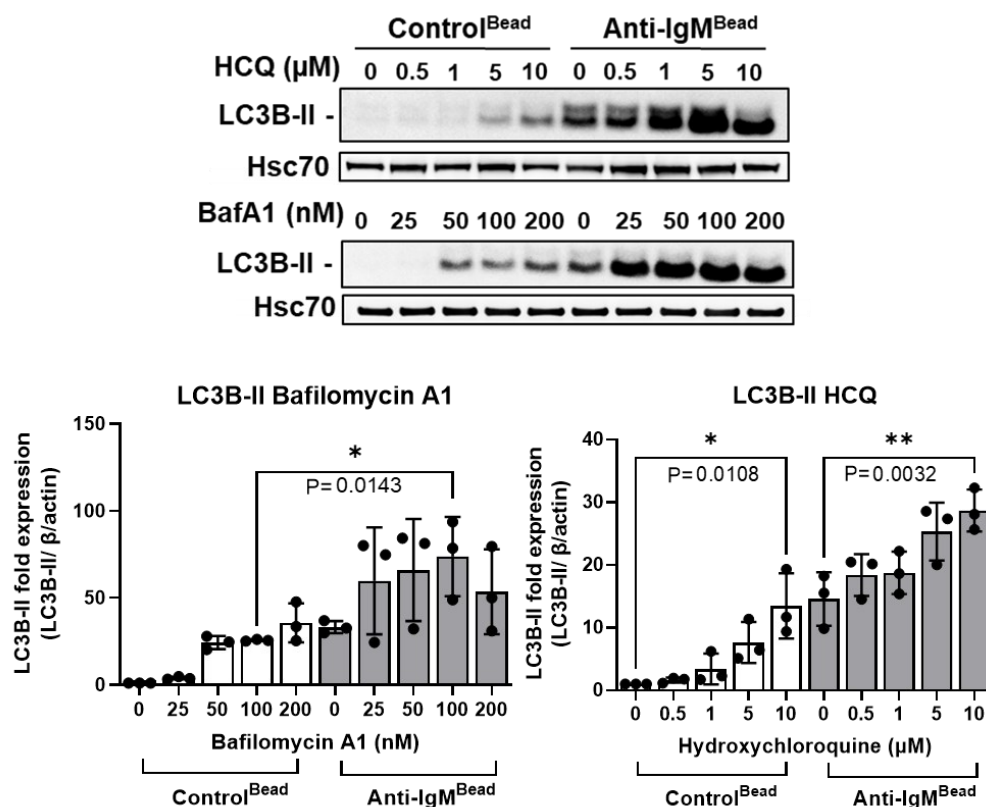 Control^Bead Anti-IgM^Bead
HCQ (μM) 0 0.5 1 5 10 0 0.5 1 5 10
LC3B-II -
Hsc70
BafA1 (nM) 0 25 50 100 200 0 25 50 100 200
LC3B-II -
Hsc70
LC3B-II Bafilomycin A1
LC3B-II fold expression
(LC3B-II/ β/actin)
150
100
50
0
*
P=0.0143
0 25 50 100 200 0 25 50 100 200
Bafilomycin A1 (nM)
Control^Bead Anti-IgM^Bead
LC3B-II HCQ
LC3B-II fold expression
(LC3B-II/ β/actin)
40
30
20
10
0
* **
P=0.0108 P=0.0032
0 0.5 1 5 10 0 0.5 1 5 10
Hydroxychloroquine (μM)
Control^Bead Anti-IgM^Bead